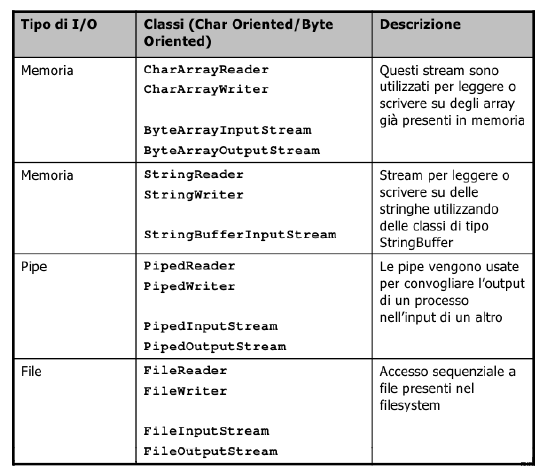 Tipo di I/O
Classi (Char Oriented/Byte
Oriented)
Descrizione
Memoria
CharArrayReader
CharArrayWriter
ByteArrayInputStream
ByteArrayOutputStream
Questi stream sono
utilizzati per leggere o
scrivere su degli array
già presenti in memoria
Memoria
StringReader
StringWriter
StringBufferInputStream
Stream per leggere o
scrivere su delle
stringhe utilizzando
delle classi di tipo
StringBuffer
Pipe
PipedReader
PipedWriter
PipedInputStream
PipedOutputStream
Le pipe vengono usate
per convogliare l'output
di un processo
nell'input di un altro
File
FileReader
FileWriter
FileInputStream
FileOutputStream
Accesso sequenziale a
file presenti nel
filesystem